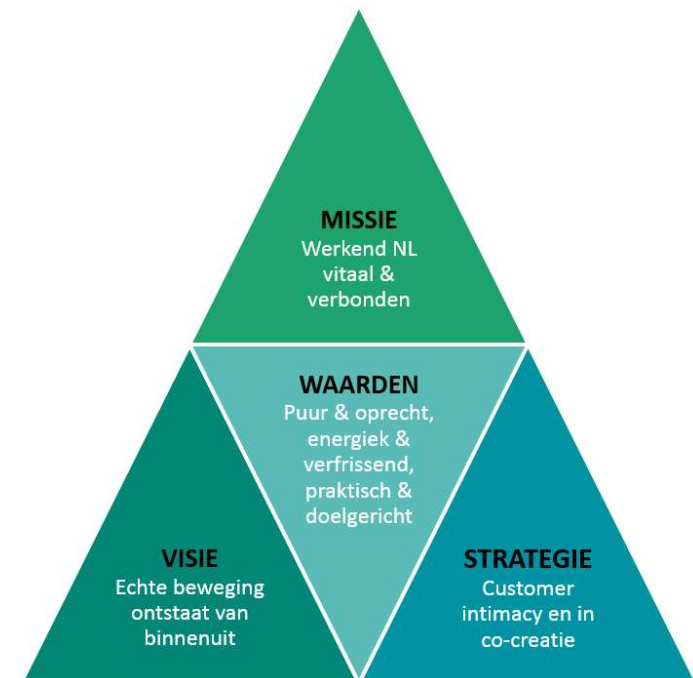 MISSIE
Werkend NL
vitaal &
verbonden
WAARDEN
Puur & oprecht,
energiek &
verfrissend,
praktisch &
doelgericht
VISIE
Echte beweging
ontstaat van
binnenuit
STRATEGIE
Customer
intimacy en in
co-creatie